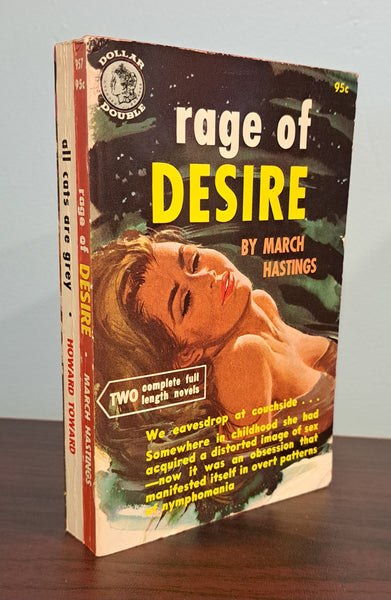 DOLLAR
DOUBLE
95c
rage of
DESIRE
BY MARCH
HASTINGS
TWO complete full
length novels
We eavesdrop at couchside . . .
Somewhere in childhood she had
acquired a distorted image of sex
—now it was an obsession that
manifested itself in overt patterns
of nymphomania
957
95c
rage of DESIRE • MARCH HASTINGS
all cats are grey • HOWARD TOWARD